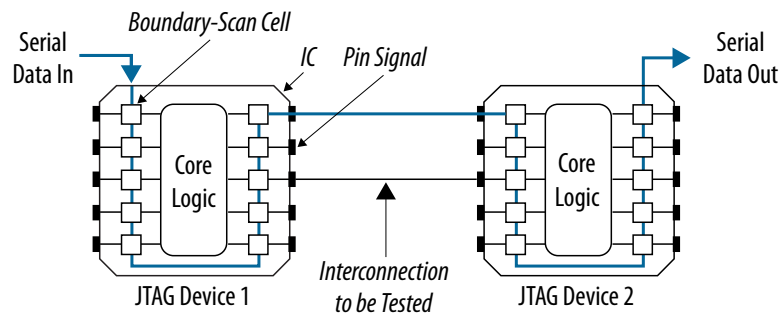 Boundary-Scan Cell
Serial
Data In
IC
Pin Signal
Serial
Data Out
Core
Logic
Core
Logic
Interconnection
to be Tested
JTAG Device 1
JTAG Device 2